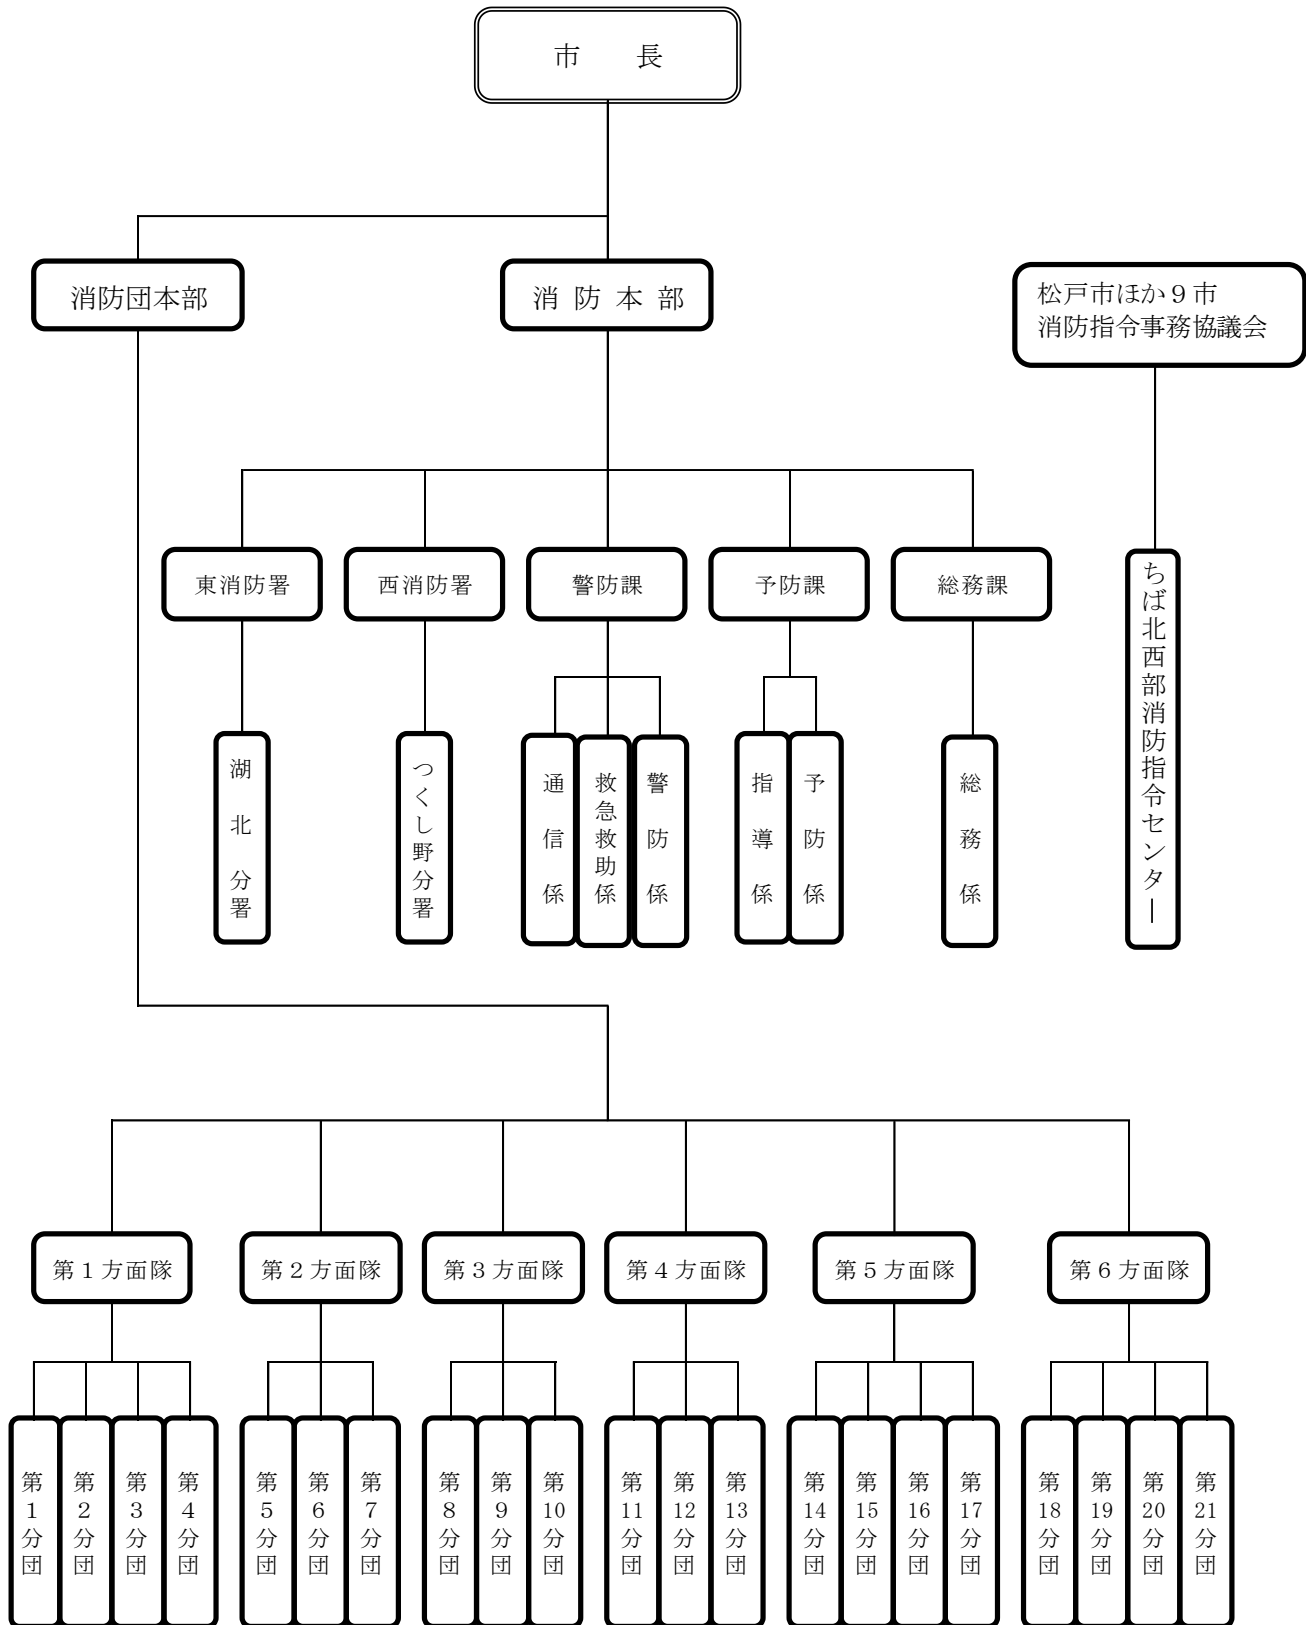 市　長
消防団本部
消 防 本 部
松戸市ほか９市
消防指令事務協議会
東消防署
西消防署
警防課
予防課
総務課
ちば北西部消防指令センター
湖北分署
つくし野分署
通信係
救急救助係
警防係
指導係
予防係
総務係
第１方面隊
第２方面隊
第３方面隊
第４方面隊
第５方面隊
第６方面隊
第１分団
第２分団
第３分団
第４分団
第５分団
第６分団
第７分団
第８分団
第９分団
第10分団
第11分団
第12分団
第13分団
第14分団
第15分団
第16分団
第17分団
第18分団
第19分団
第20分団
第21分団